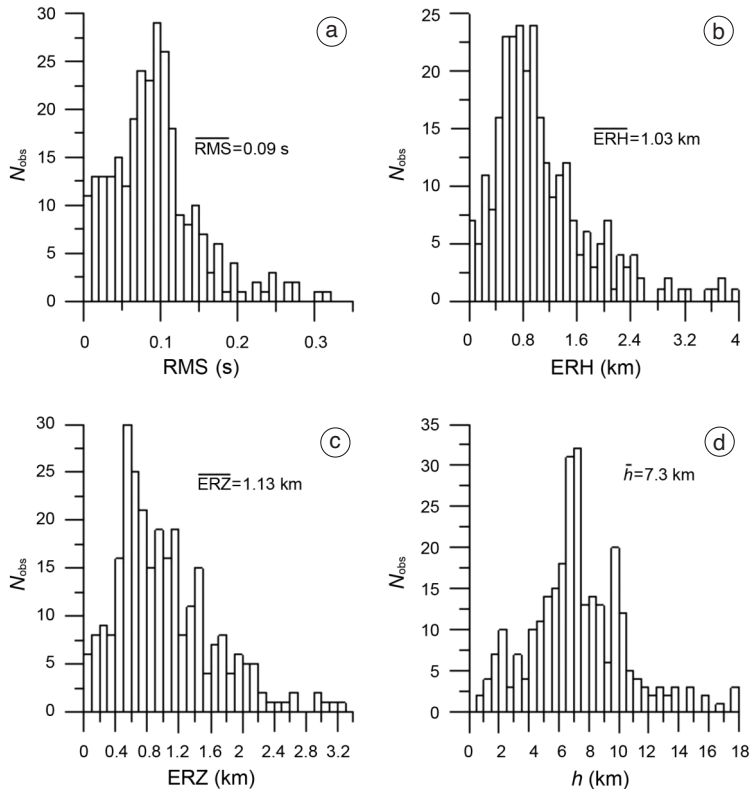 30
25
20
15
10
5
0
N_obs
a
RMS=0.09 s
0 0.1 0.2 0.3
RMS (s)
25
20
15
10
5
0
N_obs
b
ERH=1.03 km
0 0.8 1.6 2.4 3.2 4
ERH (km)
30
25
20
15
10
5
0
N_obs
c
ERZ=1.13 km
0 0.4 0.8 1.2 1.6 2 2.4 2.8 3.2
ERZ (km)
35
30
25
20
15
10
5
0
N_obs
d
h̄=7.3 km
0 2 4 6 8 10 12 14 16 18
h (km)